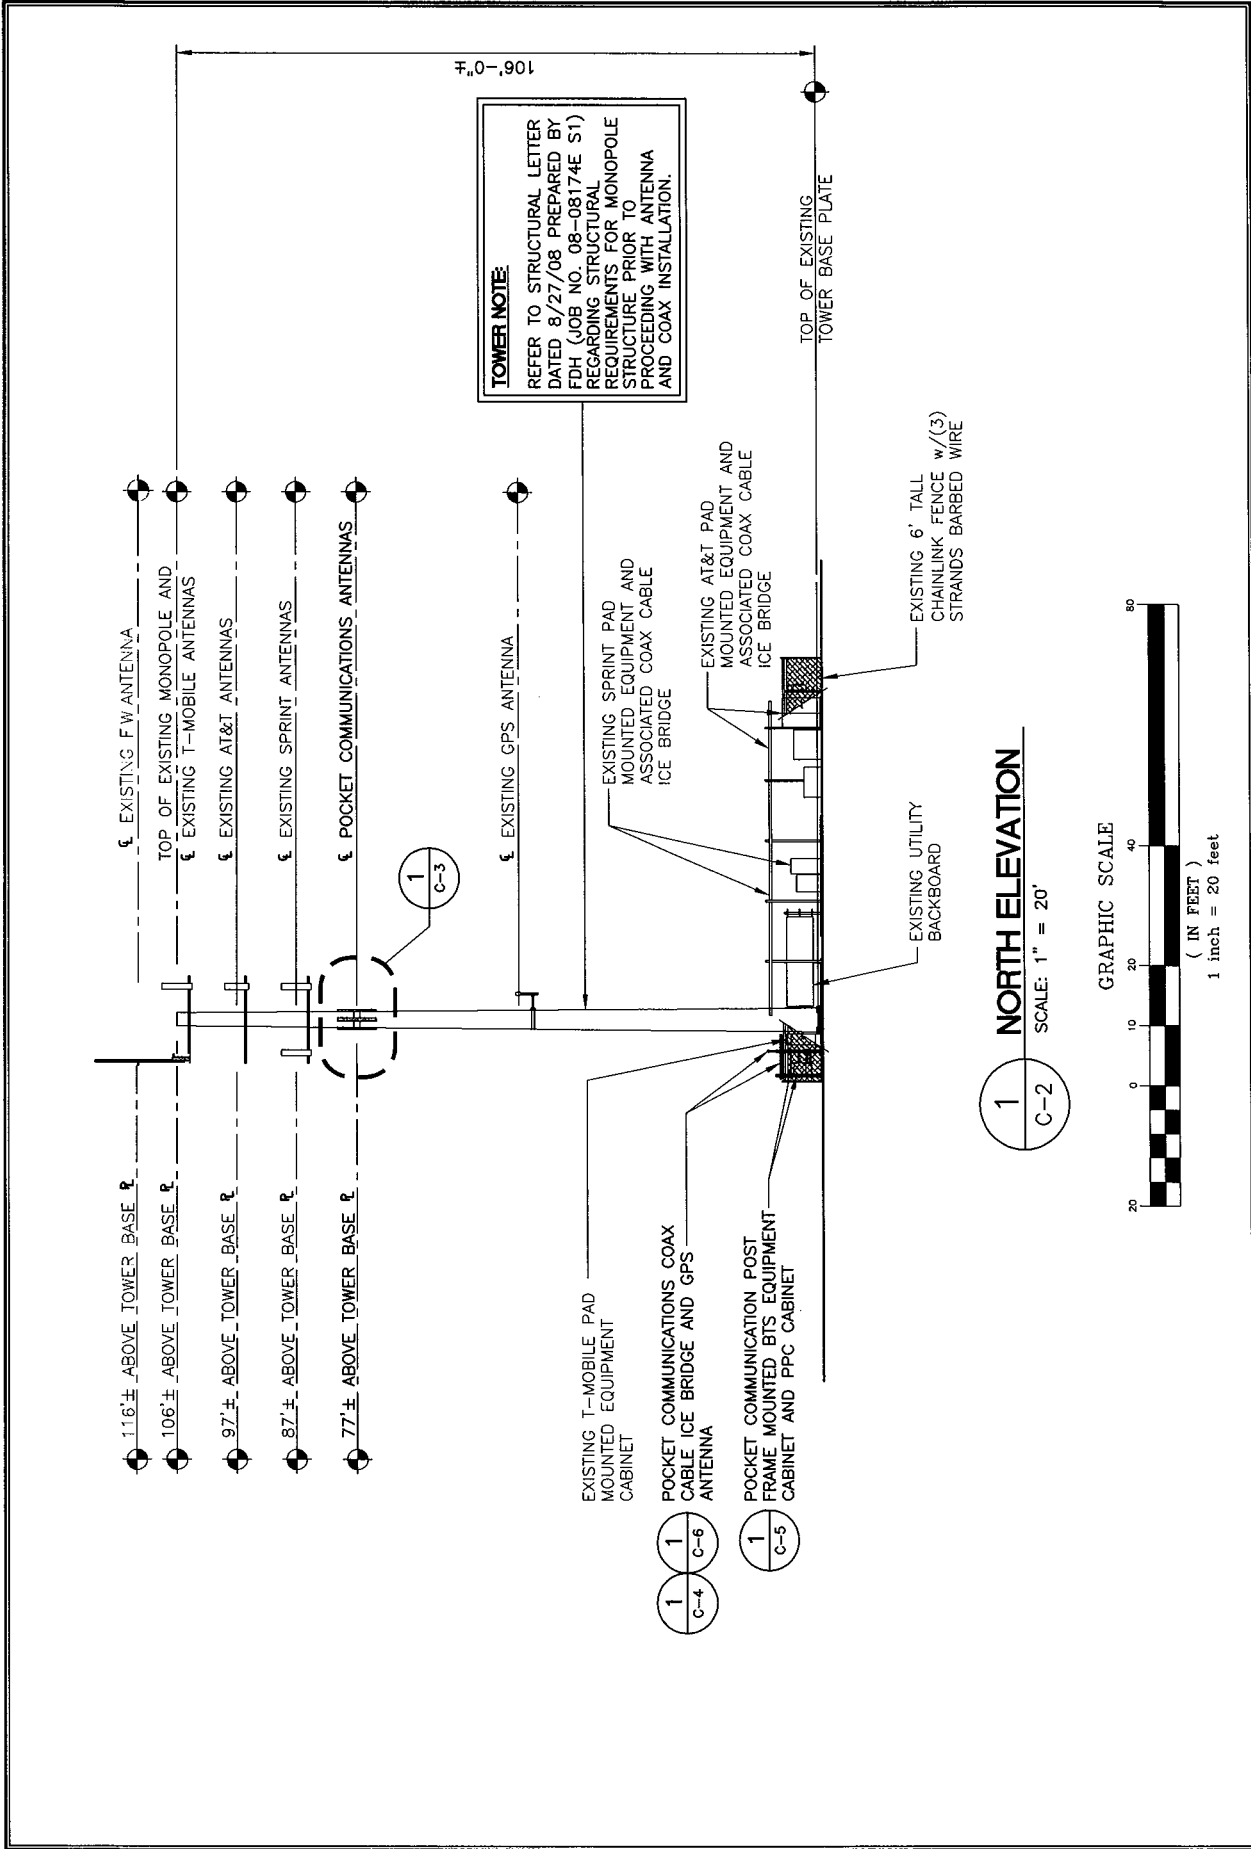 116'± ABOVE TOWER BASE ⅊
℄ EXISTING FW ANTENNA
106'± ABOVE TOWER BASE ⅊
TOP OF EXISTING MONOPOLE AND
℄ EXISTING T-MOBILE ANTENNAS
97'± ABOVE TOWER BASE ⅊
℄ EXISTING AT&T ANTENNAS
87'± ABOVE TOWER BASE ⅊
℄ EXISTING SPRINT ANTENNAS
77'± ABOVE TOWER BASE ⅊
℄ POCKET COMMUNICATIONS ANTENNAS
1
C-3
℄ EXISTING GPS ANTENNA
106'-0"±
TOWER NOTE:
REFER TO STRUCTURAL LETTER
DATED 8/27/08 PREPARED BY
FDH (JOB NO. 08-08174E S1)
REGARDING STRUCTURAL
REQUIREMENTS FOR MONOPOLE
STRUCTURE PRIOR TO
PROCEEDING WITH ANTENNA
AND COAX INSTALLATION.
EXISTING T-MOBILE PAD
MOUNTED EQUIPMENT
CABINET
EXISTING SPRINT PAD
MOUNTED EQUIPMENT AND
ASSOCIATED COAX CABLE
ICE BRIDGE
EXISTING AT&T PAD
MOUNTED EQUIPMENT AND
ASSOCIATED COAX CABLE
ICE BRIDGE
1
C-4
1
C-6
POCKET COMMUNICATIONS COAX
CABLE ICE BRIDGE AND GPS
ANTENNA
1
C-5
POCKET COMMUNICATION POST
FRAME MOUNTED BTS EQUIPMENT
CABINET AND PPC CABINET
TOP OF EXISTING
TOWER BASE PLATE
EXISTING UTILITY
BACKBOARD
EXISTING 6' TALL
CHAINLINK FENCE w/(3)
STRANDS BARBED WIRE
1
C-2
NORTH ELEVATION
SCALE: 1" = 20'
GRAPHIC SCALE
20 0 10 20 40 80
( IN FEET )
1 inch = 20 feet